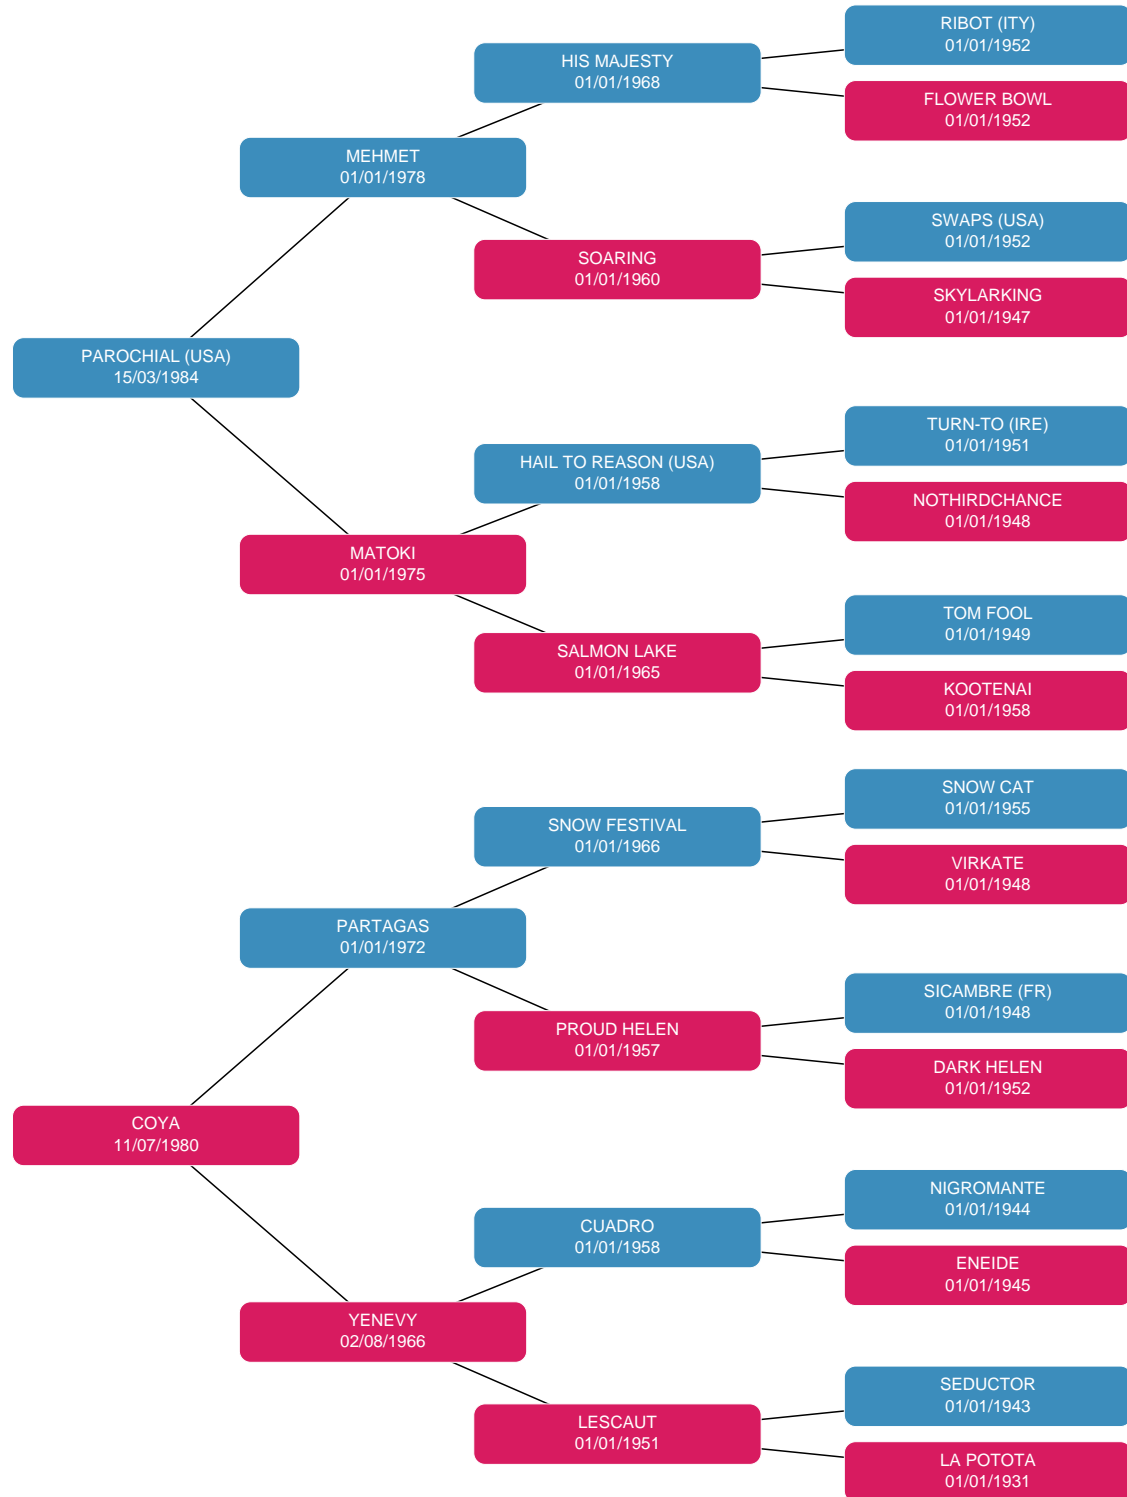 RIBOT (ITY)
01/01/1952
HIS MAJESTY
01/01/1968
FLOWER BOWL
01/01/1952
MEHMET
01/01/1978
SWAPS (USA)
01/01/1952
SOARING
01/01/1960
SKYLARKING
01/01/1947
PAROCHIAL (USA)
15/03/1984
TURN-TO (IRE)
01/01/1951
HAIL TO REASON (USA)
01/01/1958
NOTHIRDCHANCE
01/01/1948
MATOKI
01/01/1975
TOM FOOL
01/01/1949
SALMON LAKE
01/01/1965
KOOTENAI
01/01/1958
SNOW CAT
01/01/1955
SNOW FESTIVAL
01/01/1966
VIRKATE
01/01/1948
PARTAGAS
01/01/1972
SICAMBRE (FR)
01/01/1948
PROUD HELEN
01/01/1957
DARK HELEN
01/01/1952
COYA
11/07/1980
NIGROMANTE
01/01/1944
CUADRO
01/01/1958
ENEIDE
01/01/1945
YENEVY
02/08/1966
SEDUCTOR
01/01/1943
LESCAUT
01/01/1951
LA POTOTA
01/01/1931